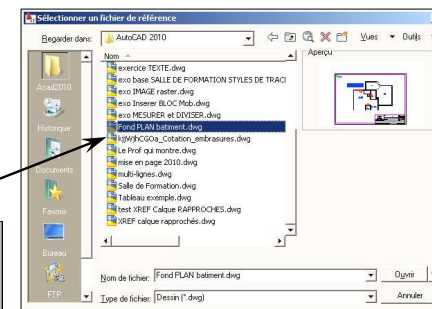 Sélectionner un fichier de référence
Regarder dans: AutoCAD 2010
Vues Outils
Nom
Aperçu
exercice TEXTE.dwg
exo base SALLE DE FORMATION STYLES DE TRACI
exo IMAGE raster.dwg
exo Inserer BLOC Mob.dwg
exo MESURER et DIVISER.dwg
Fond PLAN batiment.dwg
kjjWjhCGOa_Cotation_embrasures.dwg
Le Prof qui montre.dwg
mise en page 2010.dwg
multi-lignes.dwg
Salle de Formation.dwg
Tableau exemple.dwg
test XREF Calque RAPPROCHES.dwg
XREF calque rapprochés.dwg
Acad2010
Historique
Documents
Favoris
Bureau
FTP
Nom de fichier: Fond PLAN batiment.dwg
Ouvrir
Type de fichier: Dessin (*.dwg)
Annuler